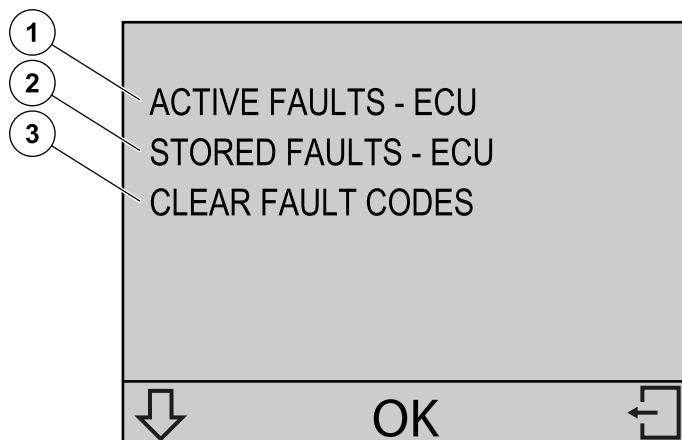 1
ACTIVE FAULTS - ECU
2
STORED FAULTS - ECU
3
CLEAR FAULT CODES
OK